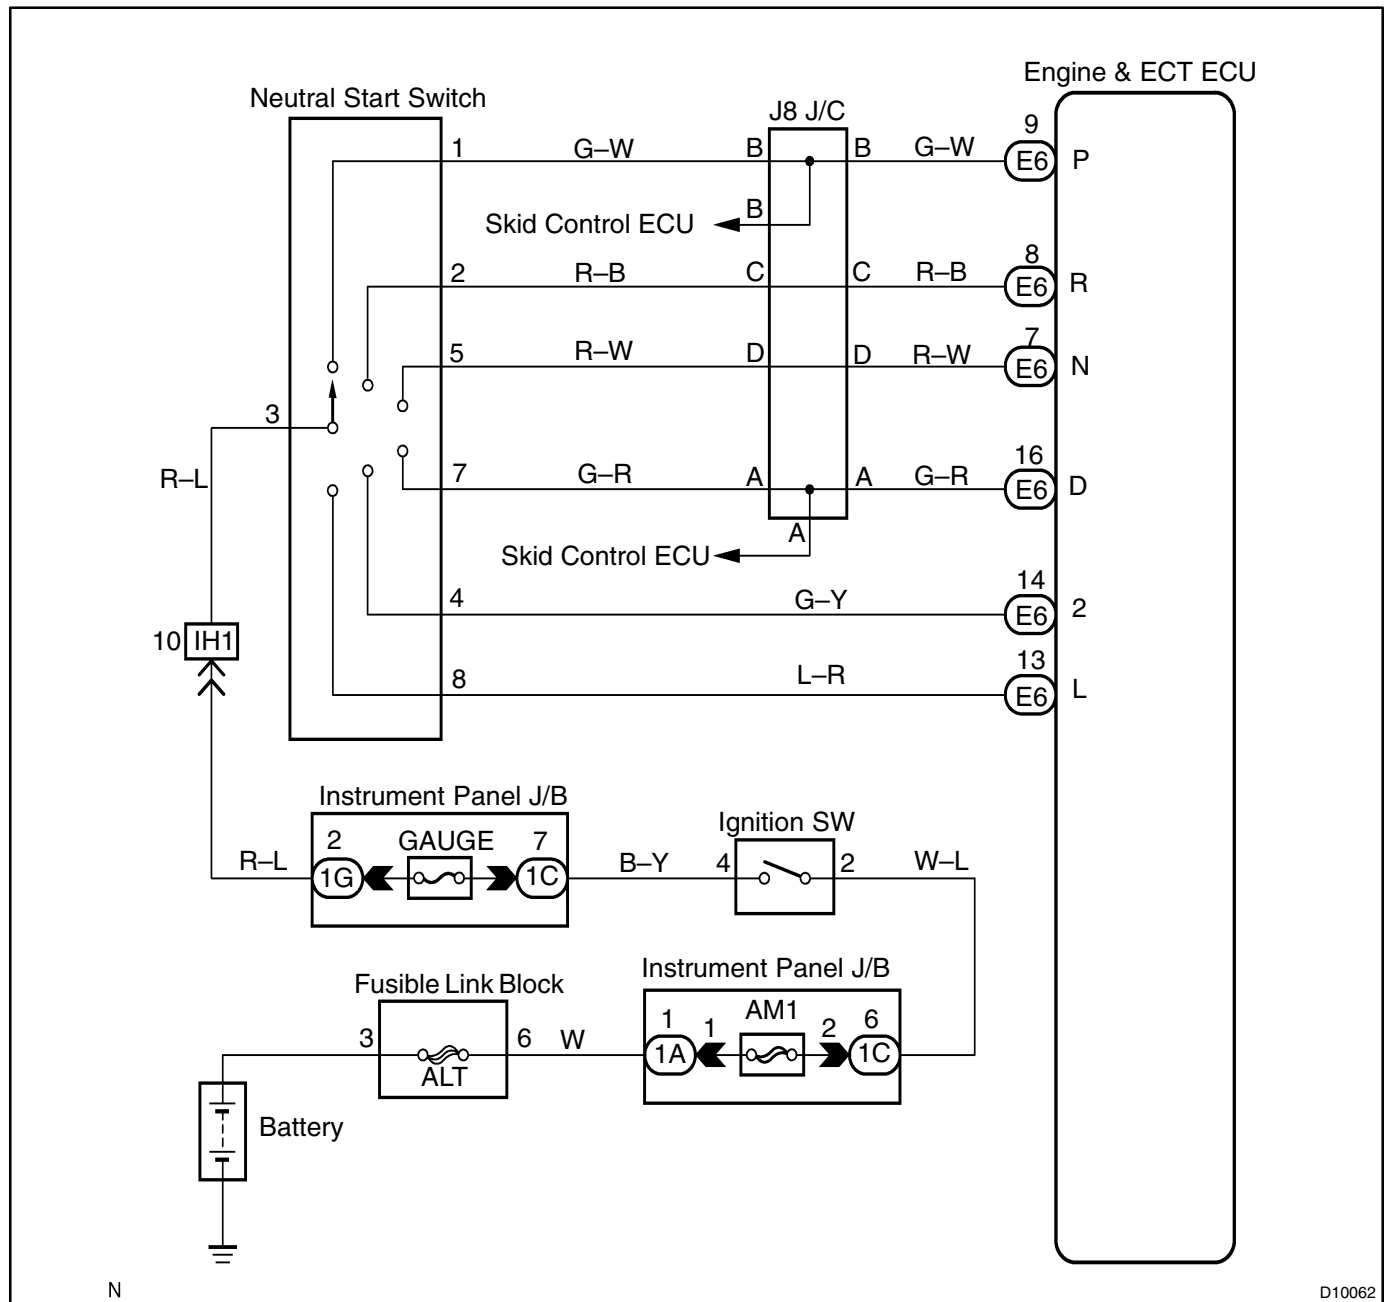 Engine & ECT ECU
Neutral Start Switch
J8 J/C
1 G–W B B G–W 9 E6 P
Skid Control ECU B
2 R–B C C R–B 8 E6 R
5 R–W D D R–W 7 E6 N
3
R–L
7 G–R A A G–R 16 E6 D
Skid Control ECU A
4 G–Y 14 E6 2
10 IH1
8 L–R 13 E6 L
Instrument Panel J/B
Ignition SW
R–L 2 1G GAUGE 7 1C B–Y 4 2 W–L
Fusible Link Block
Instrument Panel J/B
3 ALT 6 W 1 1A 1 AM1 2 6 1C
Battery
N
D10062